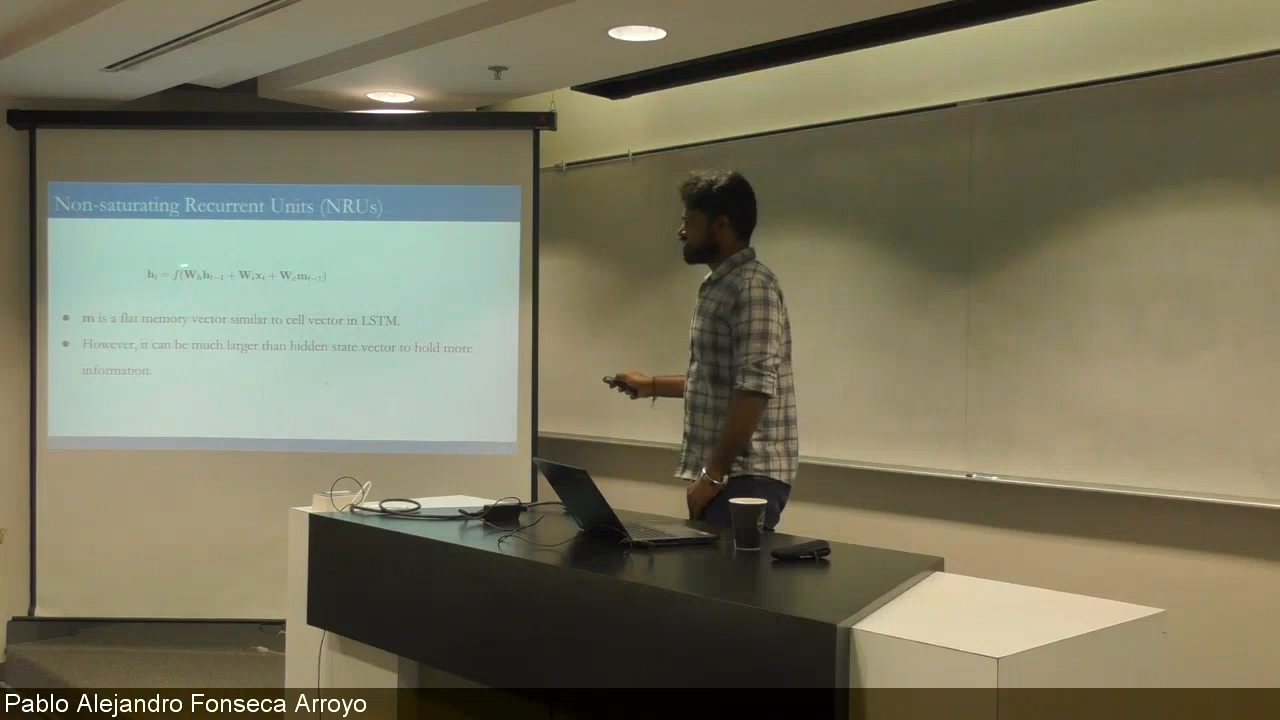 Non-saturating Recurrent Units (NRUs)
h_t = f(W_h h_{t−1} + W_i x_t + W_c m_{t−1})
● m is a flat memory vector similar to cell vector in LSTM.
● However, it can be much larger than hidden state vector to hold more
information.
Pablo Alejandro Fonseca Arroyo